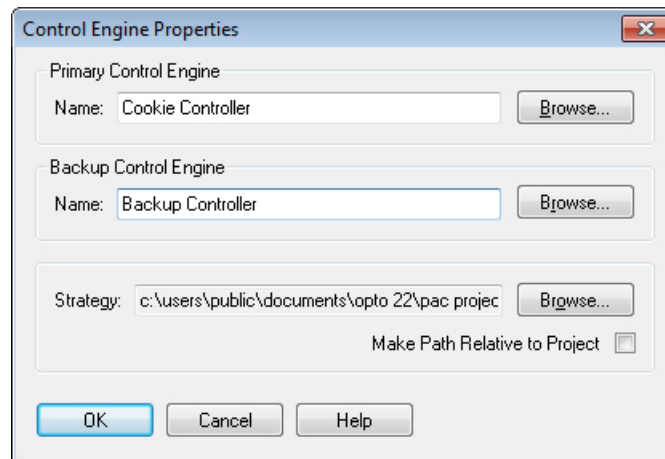 Control Engine Properties
Primary Control Engine
Name: Cookie Controller Browse...
Backup Control Engine
Name: Backup Controller Browse...
Strategy: c:\users\public\documents\opto 22\pac projec Browse...
Make Path Relative to Project
OK Cancel Help